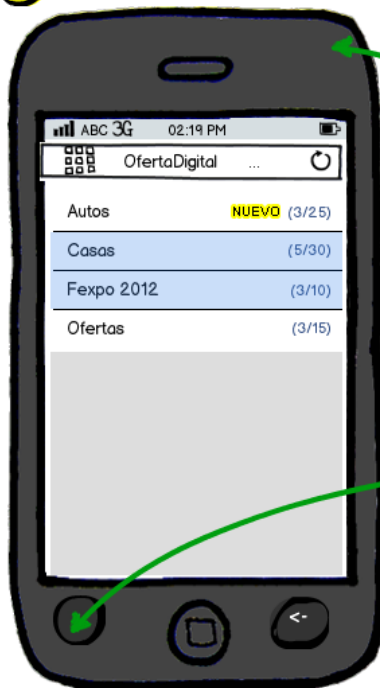 ABC 3G 02:19 PM
OfertaDigital ...
Autos NUEVO (3/25)
Casas (5/30)
Fexpo 2012 (3/10)
Ofertas (3/15)
<-